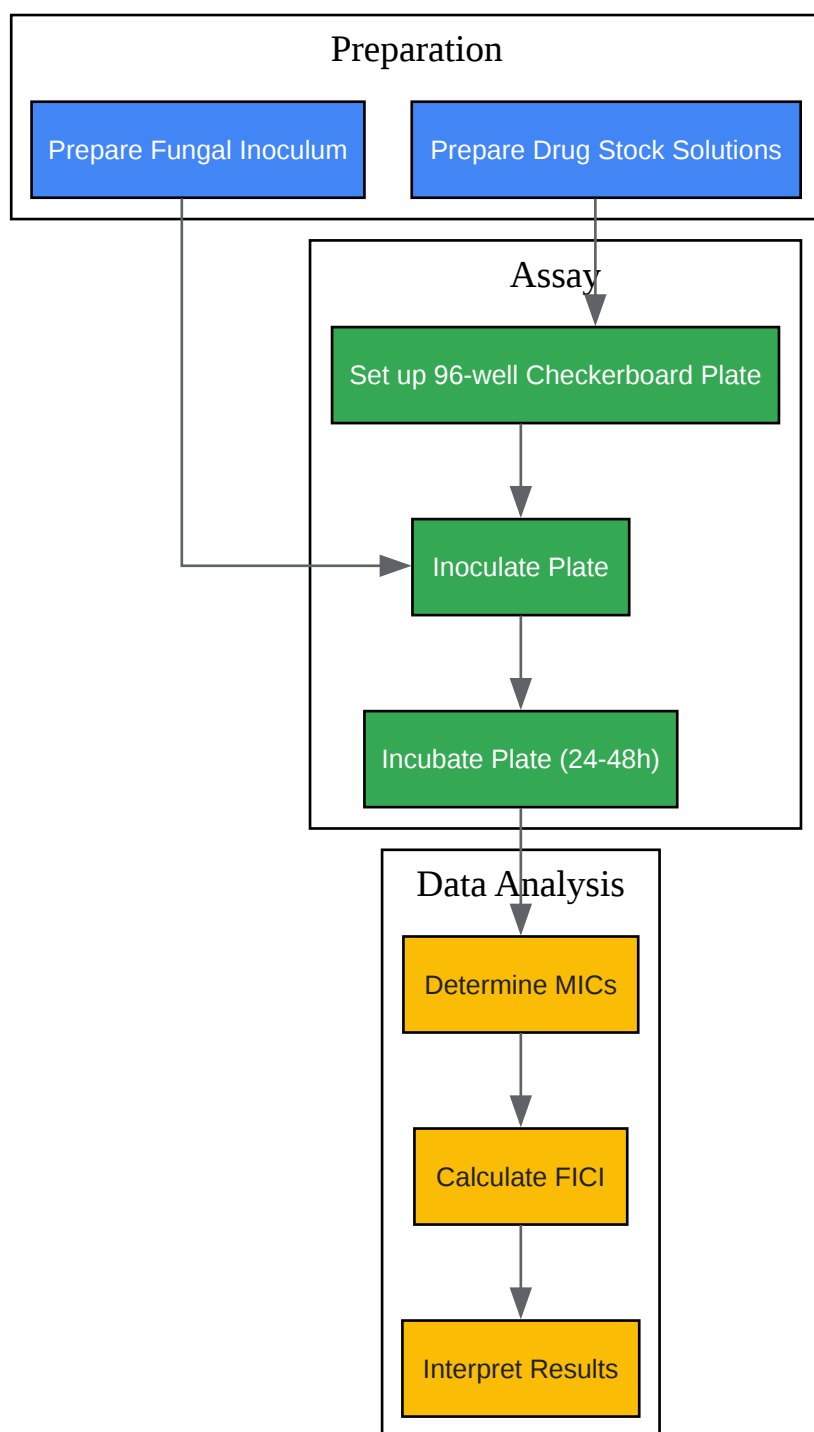 Preparation
Prepare Fungal Inoculum
Prepare Drug Stock Solutions
Assay
Set up 96-well Checkerboard Plate
Inoculate Plate
Incubate Plate (24-48h)
Data Analysis
Determine MICs
Calculate FICI
Interpret Results